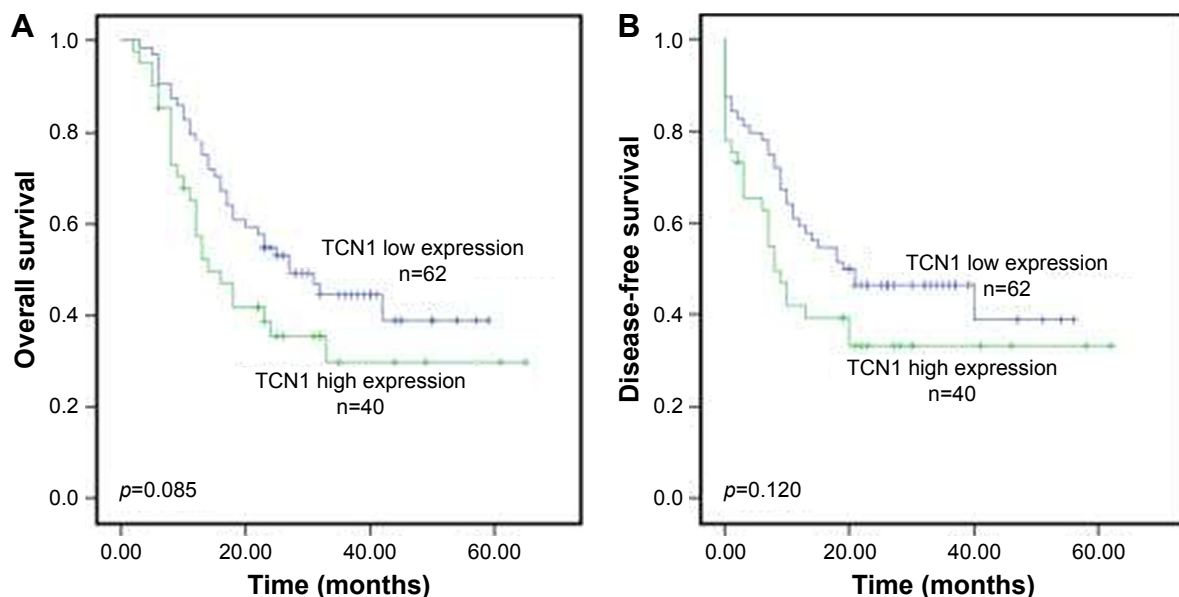 A
B
Overall survival
1.0
0.8
0.6
0.4
0.2
0.0
TCN1 low expression
n=62
TCN1 high expression
n=40
p=0.085
0.00 20.00 40.00 60.00
Time (months)
Disease-free survival
1.0
0.8
0.6
0.4
0.2
0.0
TCN1 low expression
n=62
TCN1 high expression
n=40
p=0.120
0.00 20.00 40.00 60.00
Time (months)